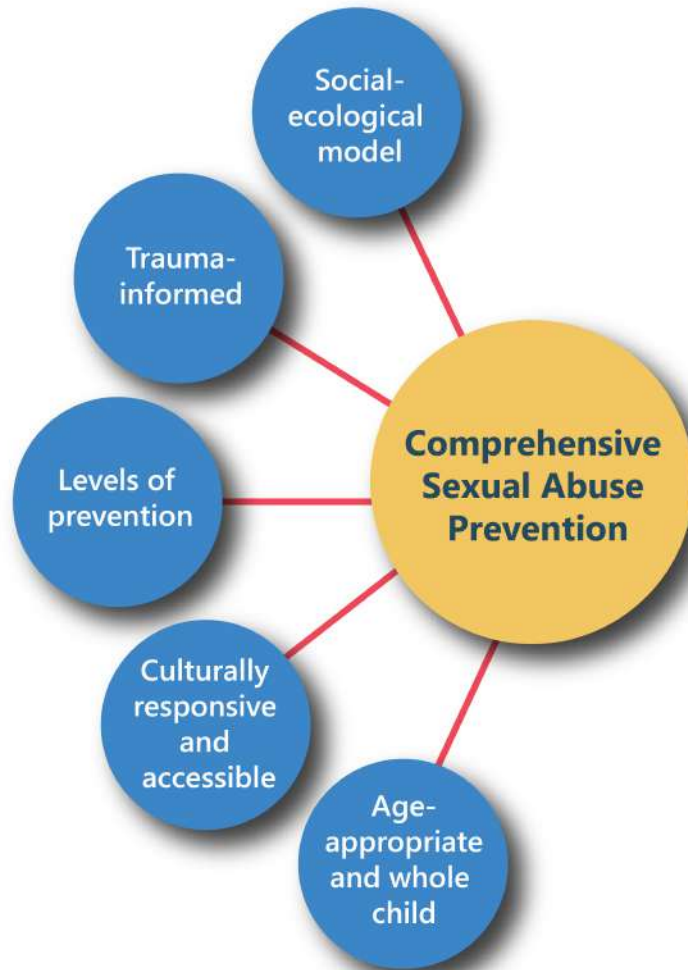 Social-
ecological
model
Trauma-
informed
Levels of
prevention
Comprehensive
Sexual Abuse
Prevention
Culturally
responsive
and
accessible
Age-
appropriate
and whole
child